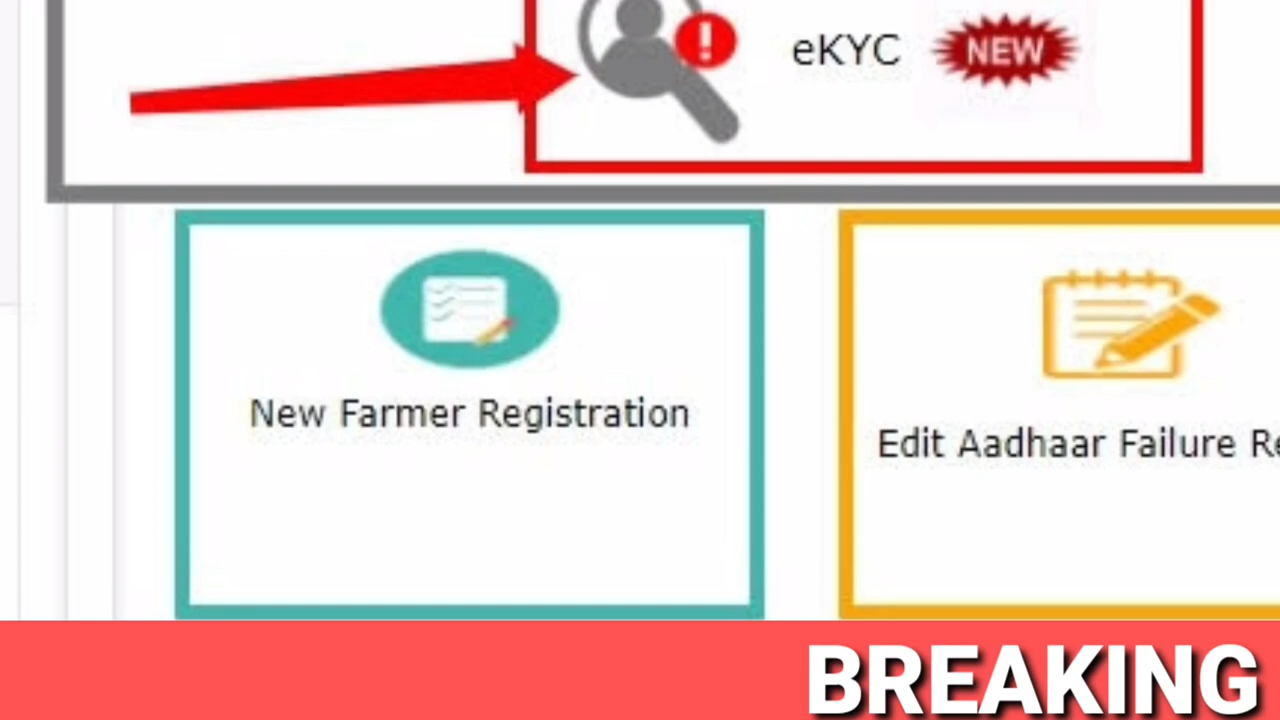 eKYC NEW
New Farmer Registration
Edit Aadhaar Failure Re
BREAKING